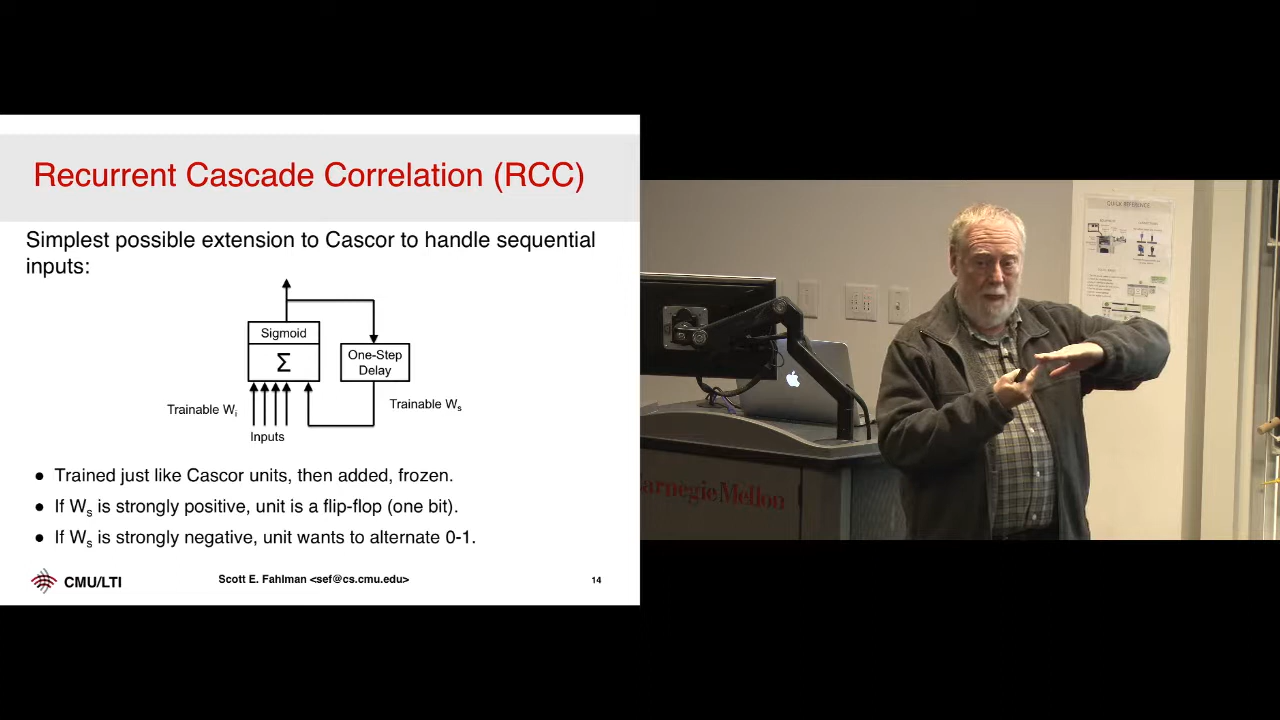 Recurrent Cascade Correlation (RCC)
Simplest possible extension to Cascor to handle sequential
inputs:
Sigmoid
Σ
One-Step
Delay
Trainable Wi
Trainable Ws
Inputs
● Trained just like Cascor units, then added, frozen.
● If Ws is strongly positive, unit is a flip-flop (one bit).
● If Ws is strongly negative, unit wants to alternate 0-1.
CMU/LTI
Scott E. Fahlman <sef@cs.cmu.edu>
14
QUICK REFERENCE
arnegie Mellon